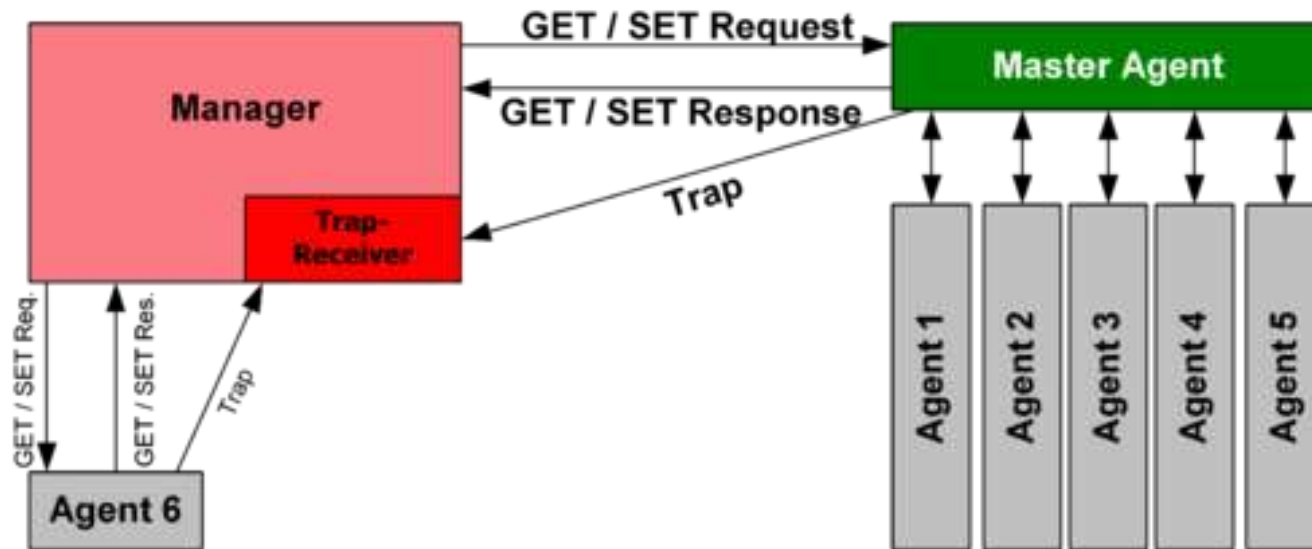 GET / SET Request
Master Agent
Manager
GET / SET Response
Trap
Trap-
Receiver
GET / SET Req.
GET / SET Res.
Trap
Agent 1
Agent 2
Agent 3
Agent 4
Agent 5
Agent 6